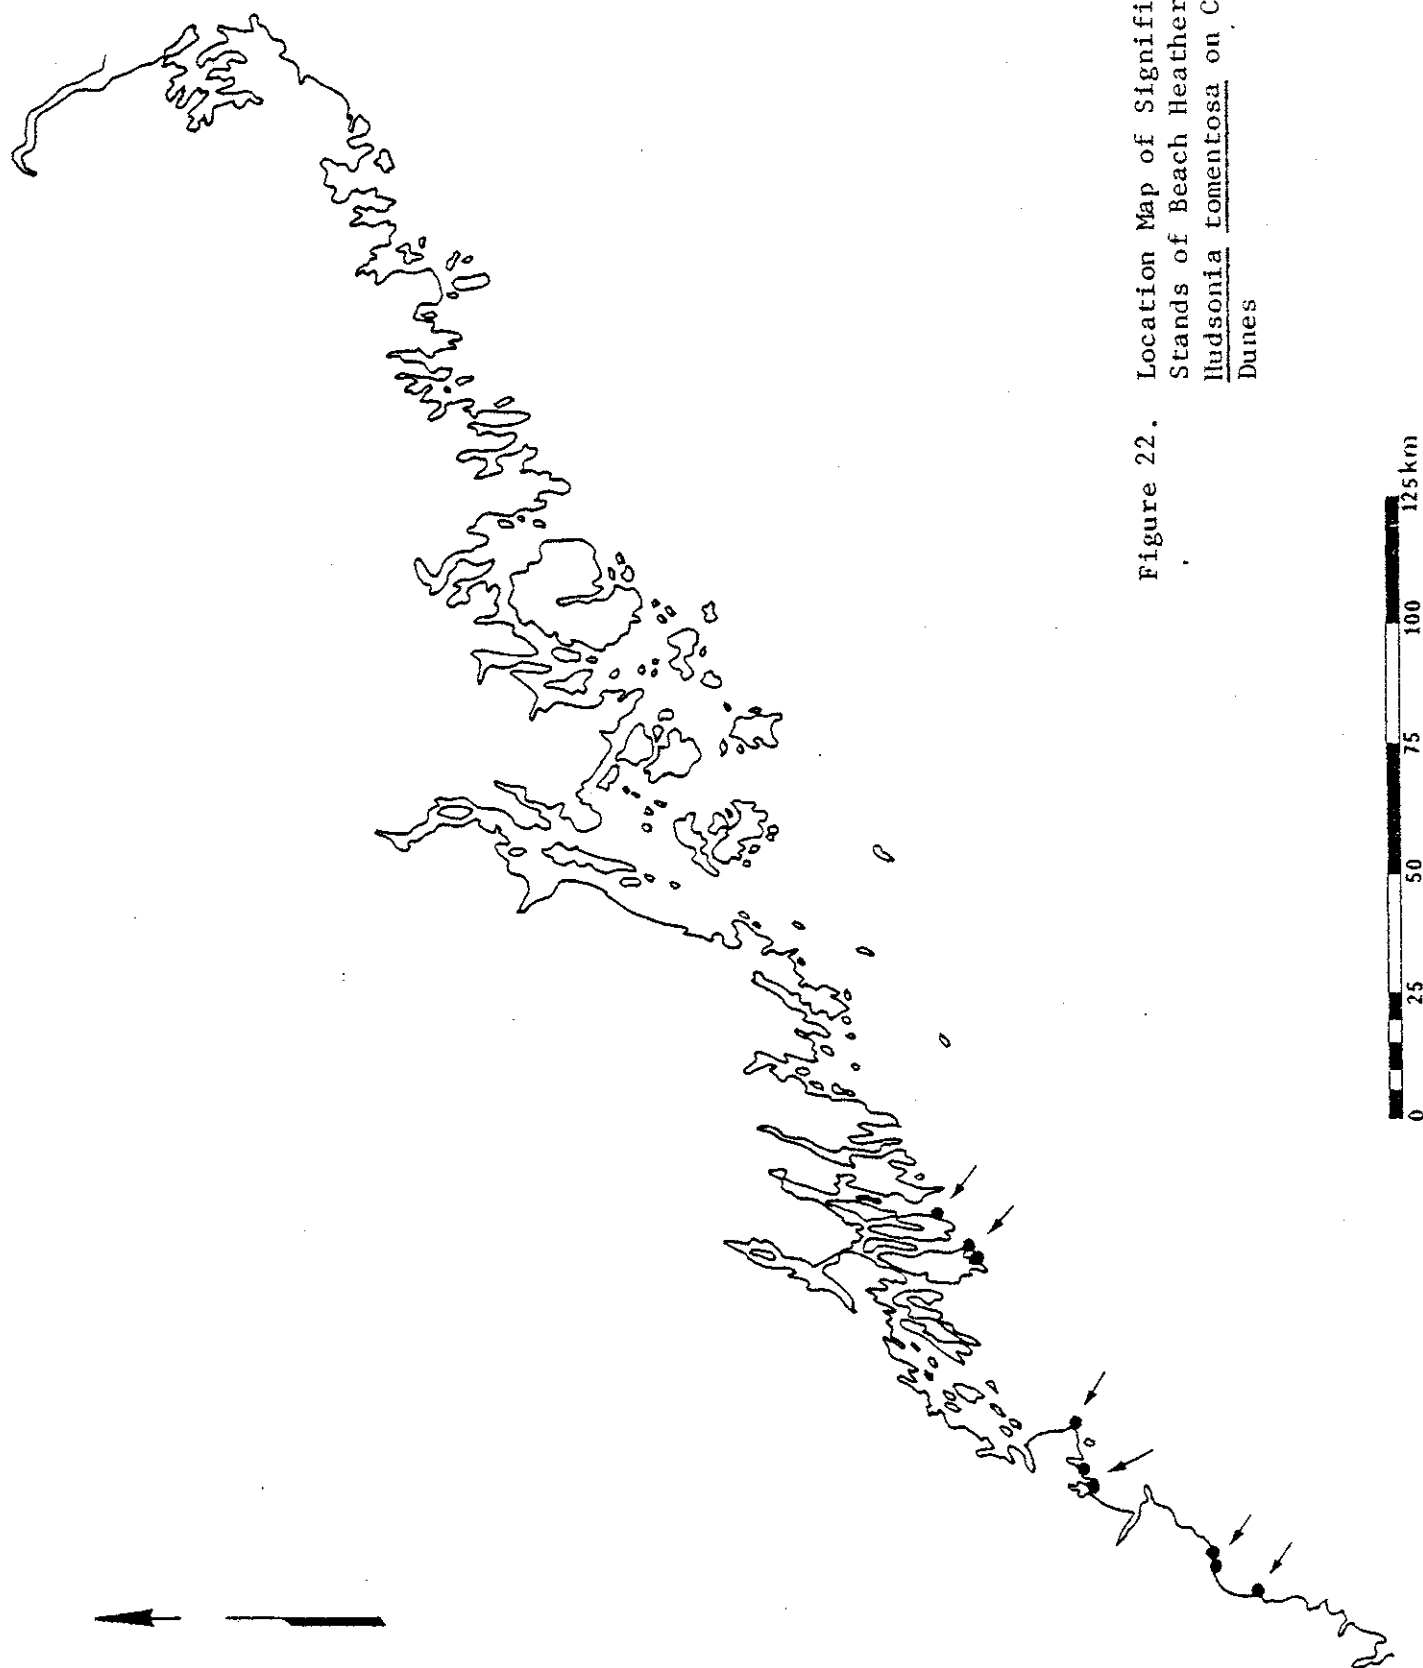 Figure 22. Location Map of Signifi
Stands of Beach Heather
Hudsonia tomentosa on C
Dunes
0 25 50 75 100 125km